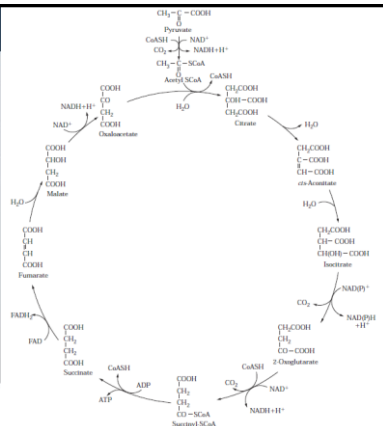 CH₃—C—COOH
O
Pyruvate
CoASH NAD⁺
CO₂ NADH+H⁺
CH₃—C—SCoA
O
Acetyl SCoA
CoASH
H₂O
COOH
CO
CH₂
COOH
Oxaloacetate
CH₂COOH
COH—COOH
CH₂COOH
Citrate
H₂O
CH₂COOH
C—COOH
CH—COOH
cis-Aconitate
H₂O
CH₂COOH
CH—COOH
CH(OH)—COOH
Isocitrate
NAD(P)⁺
CO₂
NAD(P)H
+H⁺
CH₂COOH
CH₂
CO—COOH
2-Oxoglutarate
CoASH
NAD⁺
CO₂
NADH+H⁺
COOH
CH₂
CH₂
CO—SCoA
Succinyl-SCoA
CoASH
ADP
ATP
COOH
CH₂
CH₂
COOH
Succinate
FADH₂
FAD
COOH
CH
CH
COOH
Fumarate
H₂O
COOH
CHOH
CH₂
COOH
Malate
NAD⁺
NADH+H⁺